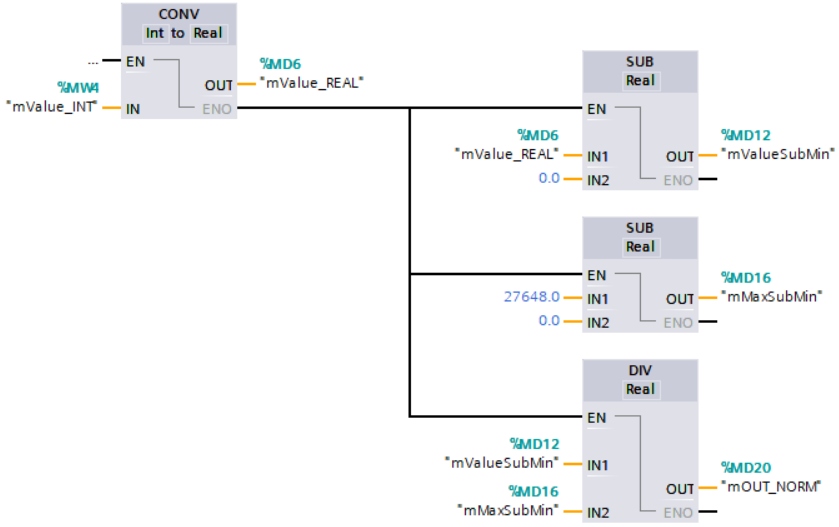 CONV
Int to Real
... EN
%MW4
"mValue_INT" IN
%MD6
OUT "mValue_REAL"
ENO
SUB
Real
EN
%MD6
"mValue_REAL" IN1
0.0 IN2
%MD12
OUT "mValueSubMin"
ENO
SUB
Real
EN
27648.0 IN1
0.0 IN2
%MD16
OUT "mMaxSubMin"
ENO
DIV
Real
EN
%MD12
"mValueSubMin" IN1
%MD16
"mMaxSubMin" IN2
%MD20
OUT "mOUT_NORM"
ENO